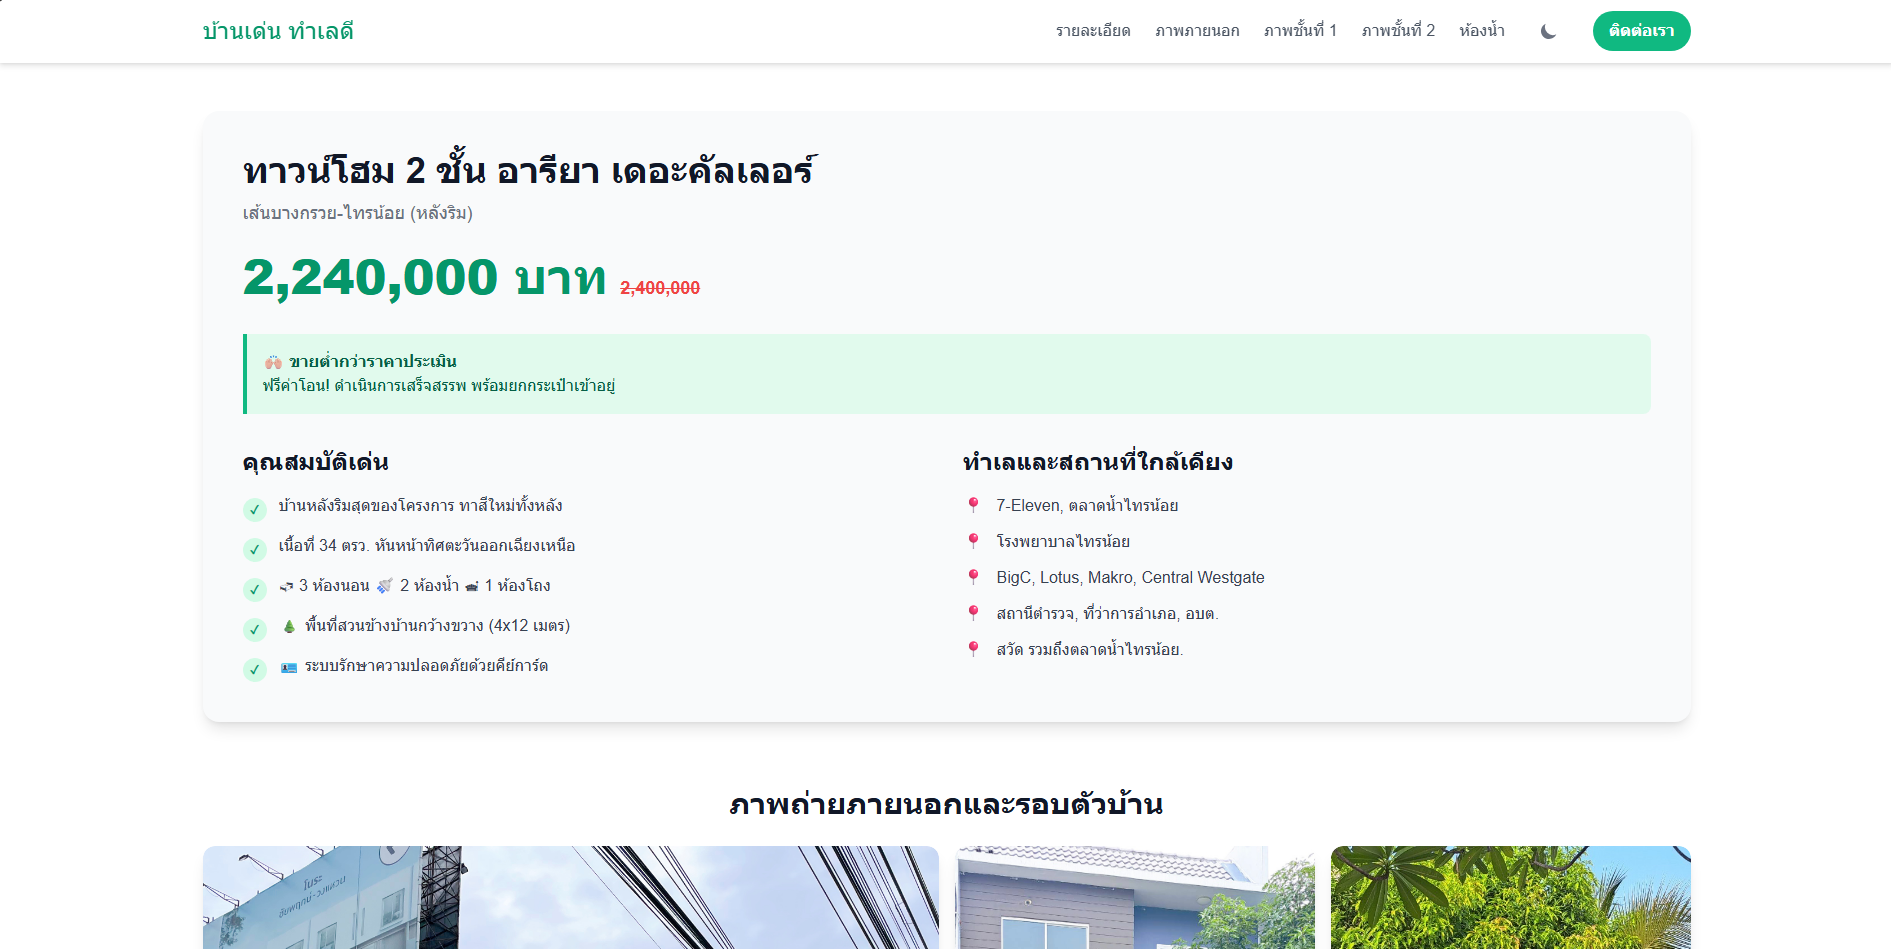 บ้านเด่น ทำเลดี
รายละเอียด ภาพภายนอก ภาพชั้นที่ 1 ภาพชั้นที่ 2 ห้องน้ำ ติดต่อเรา
ทาวน์โฮม 2 ชั้น อารียา เดอะคัลเลอร์
เส้นบางกรวย-ไทรน้อย (หลังริม)
2,240,000 บาท 2,400,000
🙌🏻 ขายต่ำกว่าราคาประเมิน
ฟรีค่าโอน! ดำเนินการเสร็จสรรพ พร้อมยกกระเป๋าเข้าอยู่
คุณสมบัติเด่น
✓ บ้านหลังริมสุดของโครงการ ทาสีใหม่ทั้งหลัง
✓ เนื้อที่ 34 ตรว. หันหน้าทิศตะวันออกเฉียงเหนือ
✓ 3 ห้องนอน 🚿 2 ห้องน้ำ 1 ห้องโถง
✓ 🌲 พื้นที่สวนข้างบ้านกว้างขวาง (4x12 เมตร)
✓ 🪪 ระบบรักษาความปลอดภัยด้วยคีย์การ์ด
ทำเลและสถานที่ใกล้เคียง
📍 7-Eleven, ตลาดน้ำไทรน้อย
📍 โรงพยาบาลไทรน้อย
📍 BigC, Lotus, Makro, Central Westgate
📍 สถานีตำรวจ, ที่ว่าการอำเภอ, อบต.
📍 สวัด รวมถึงตลาดน้ำไทรน้อย.
ภาพถ่ายภายนอกและรอบตัวบ้าน
ชัยพฤกษ์-วงแหวน